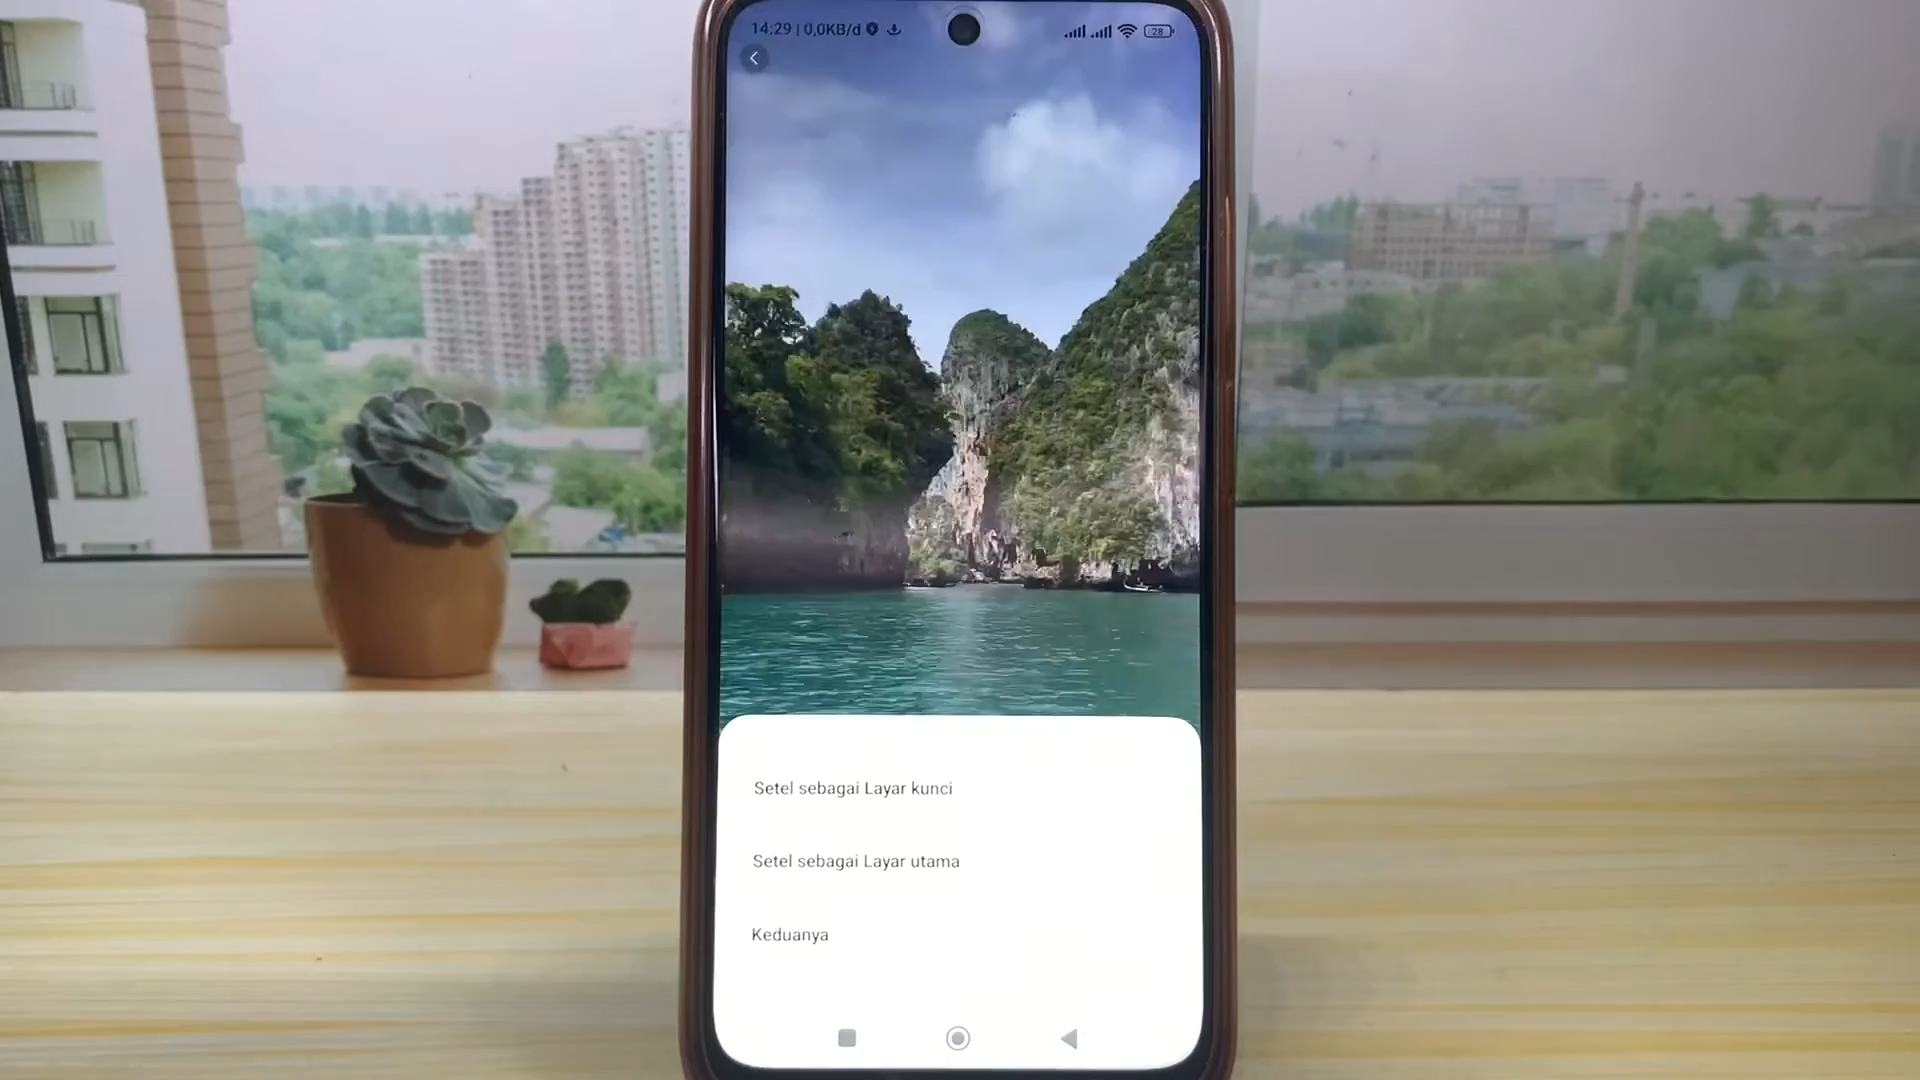 14:29 | 0,0KB/d
28
Setel sebagai Layar kunci
Setel sebagai Layar utama
Keduanya